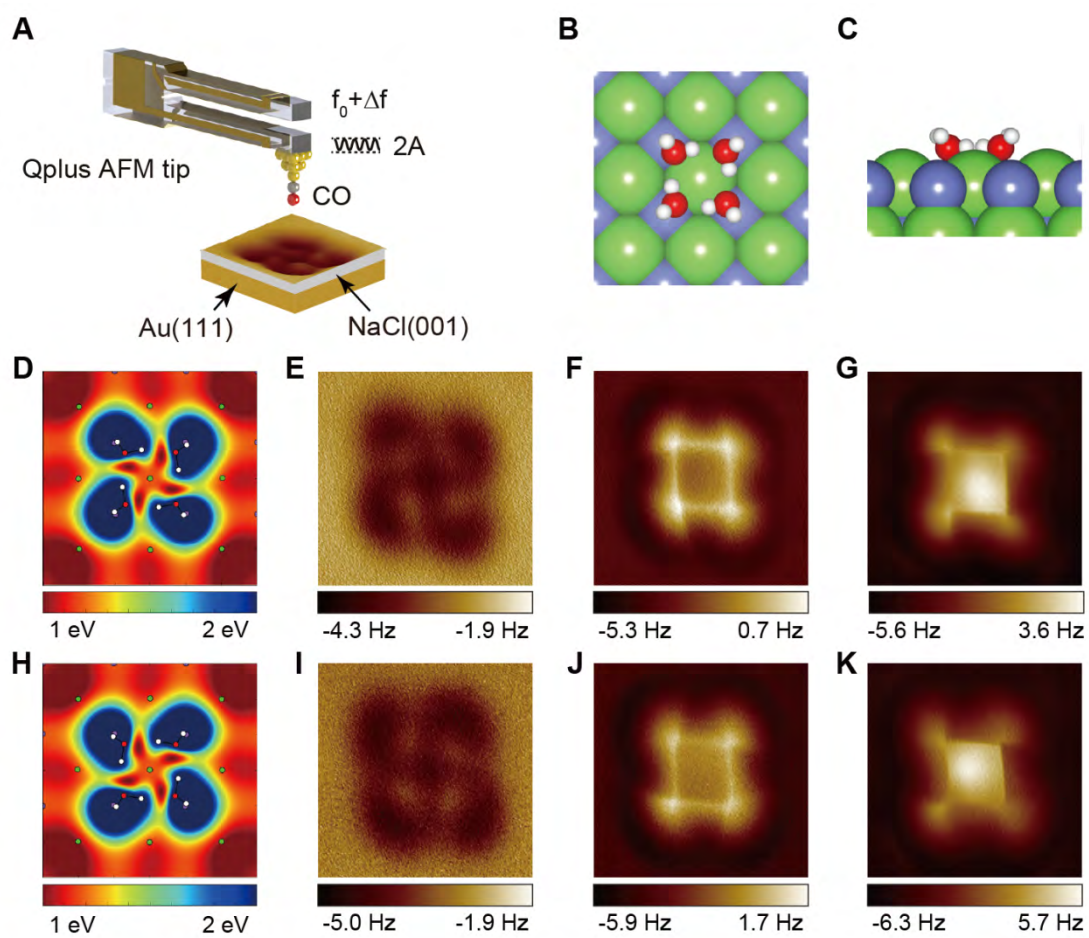 A
B
C
f₀+Δf
2A
Qplus AFM tip
CO
Au(111)
NaCl(001)
D
E
F
G
1 eV 2 eV
-4.3 Hz -1.9 Hz
-5.3 Hz 0.7 Hz
-5.6 Hz 3.6 Hz
H
I
J
K
1 eV 2 eV
-5.0 Hz -1.9 Hz
-5.9 Hz 1.7 Hz
-6.3 Hz 5.7 Hz